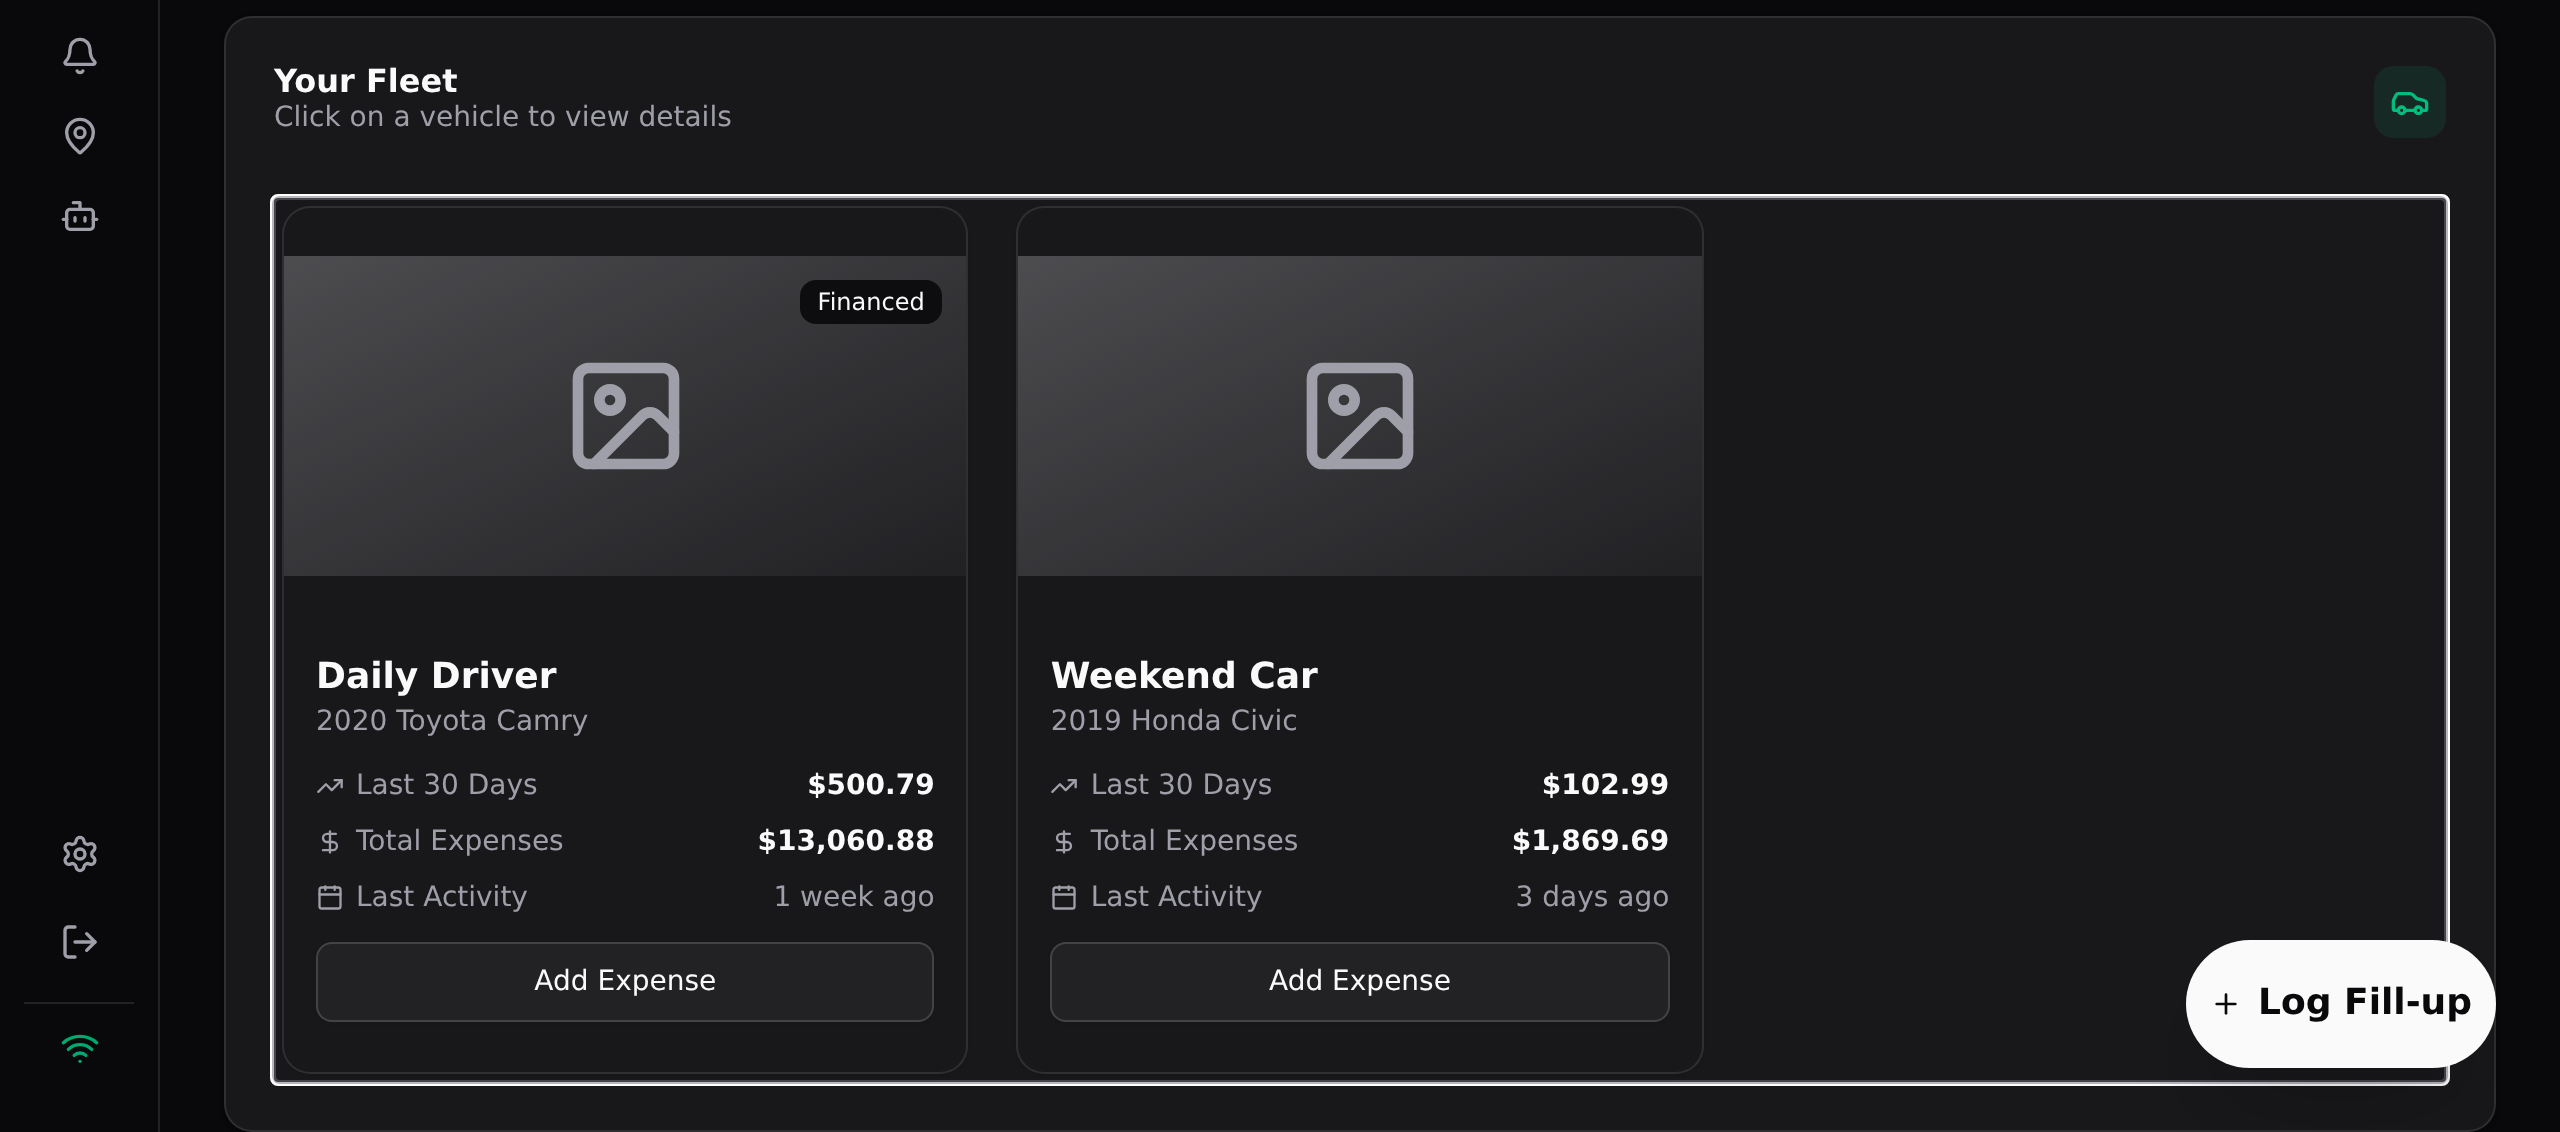 Your Fleet
Click on a vehicle to view details
Financed
Daily Driver
2020 Toyota Camry
Last 30 Days $500.79
Total Expenses $13,060.88
Last Activity 1 week ago
Add Expense
Weekend Car
2019 Honda Civic
Last 30 Days $102.99
Total Expenses $1,869.69
Last Activity 3 days ago
Add Expense
+ Log Fill-up